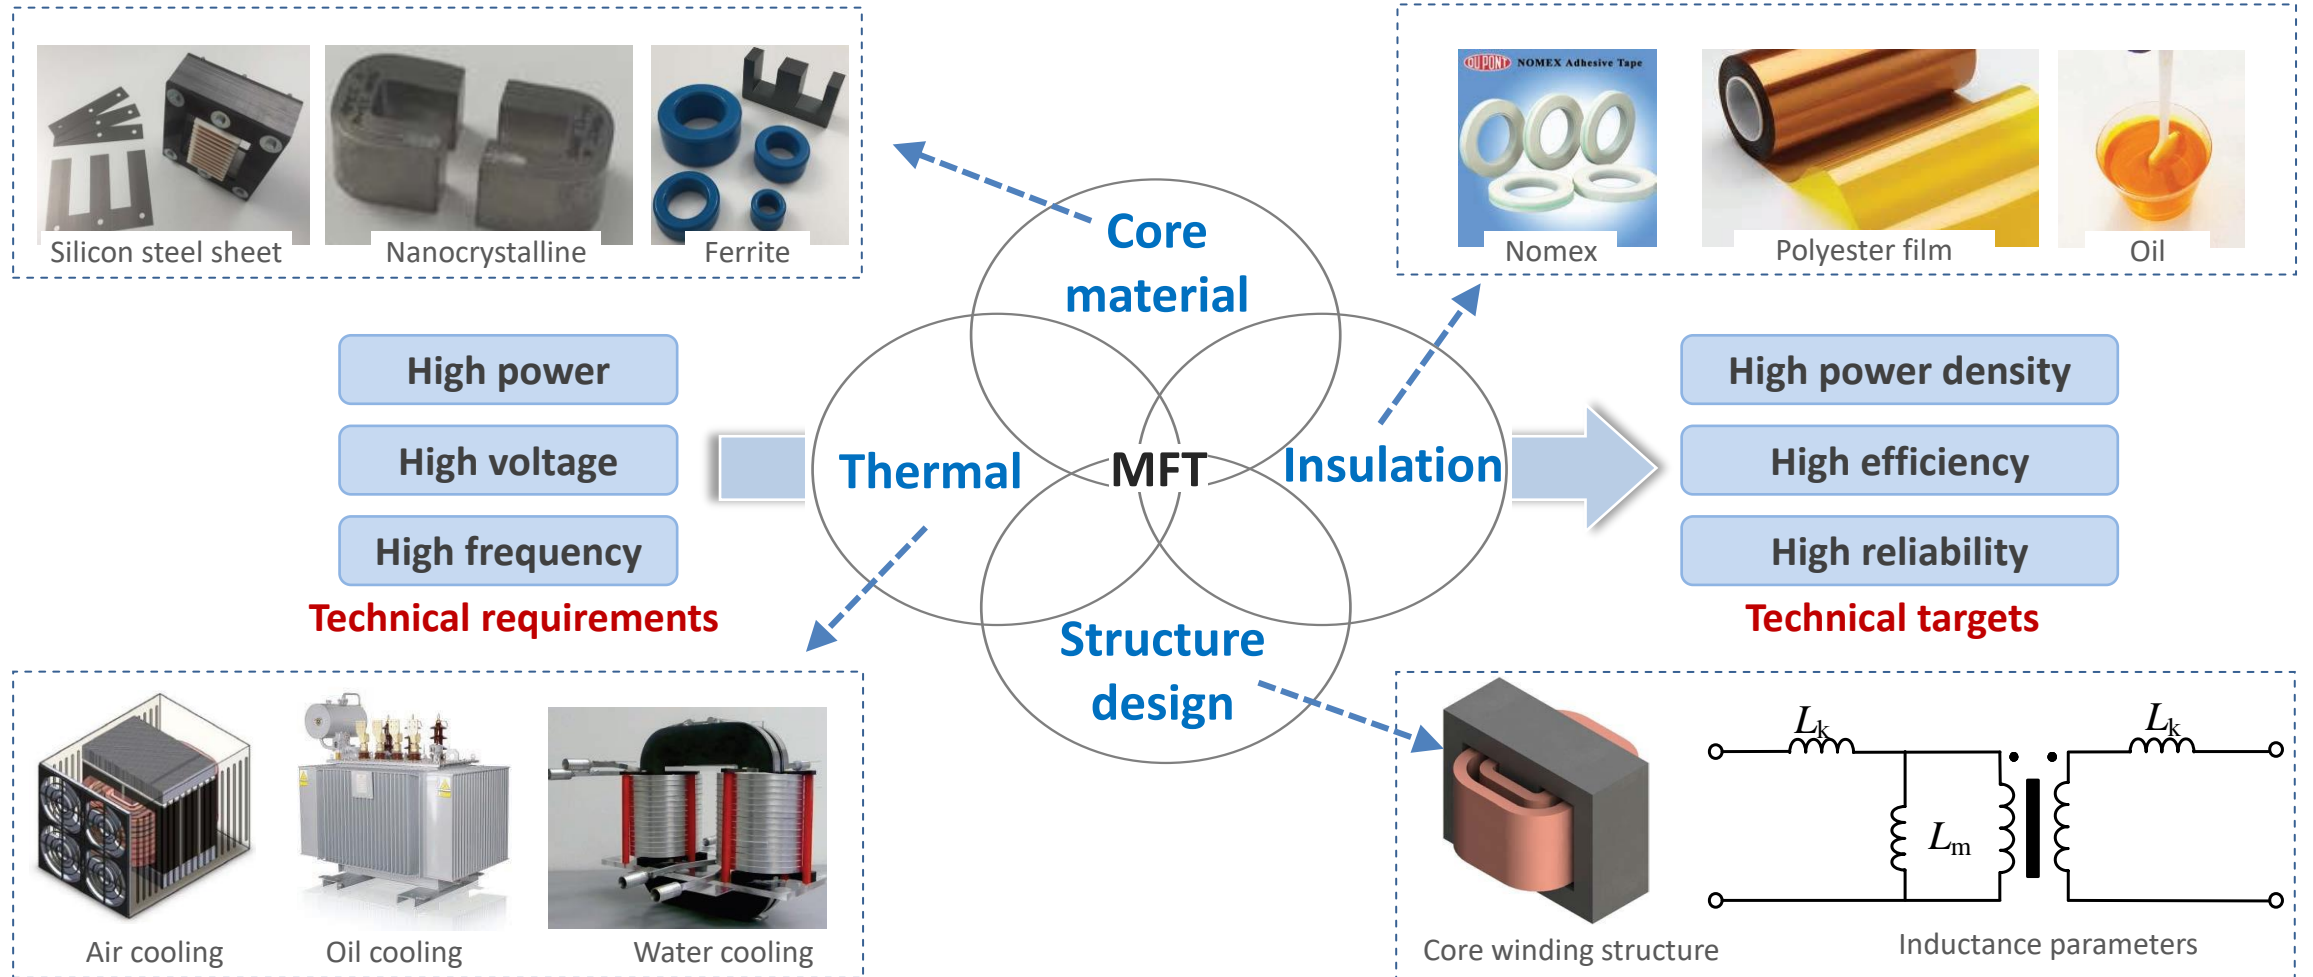 DU PONT NOMEX Adhesive Tape
Silicon steel sheet
Nanocrystalline
Ferrite
Nomex
Polyester film
Oil
Core
material
High power
High voltage
High frequency
Technical requirements
Thermal
MFT
Insulation
Structure
design
High power density
High efficiency
High reliability
Technical targets
Air cooling
Oil cooling
Water cooling
Lk
Lk
Lm
Core winding structure
Inductance parameters